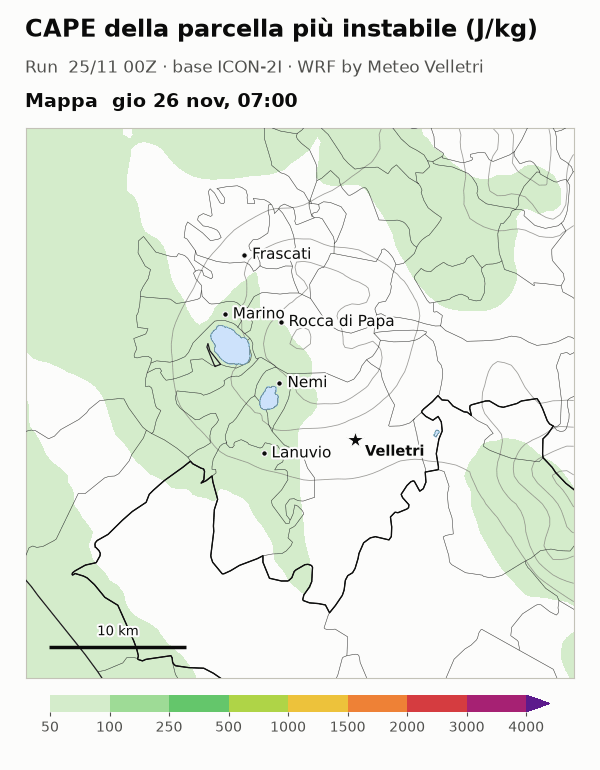 CAPE della parcella più instabile (J/kg)
Run  25/11 00Z · base ICON-2I · WRF by Meteo Velletri
Mappa  gio 26 nov, 07:00
Frascati
Marino
Rocca di Papa
Nemi
Velletri
Lanuvio
10 km
50 100 250 500 1000 1500 2000 3000 4000